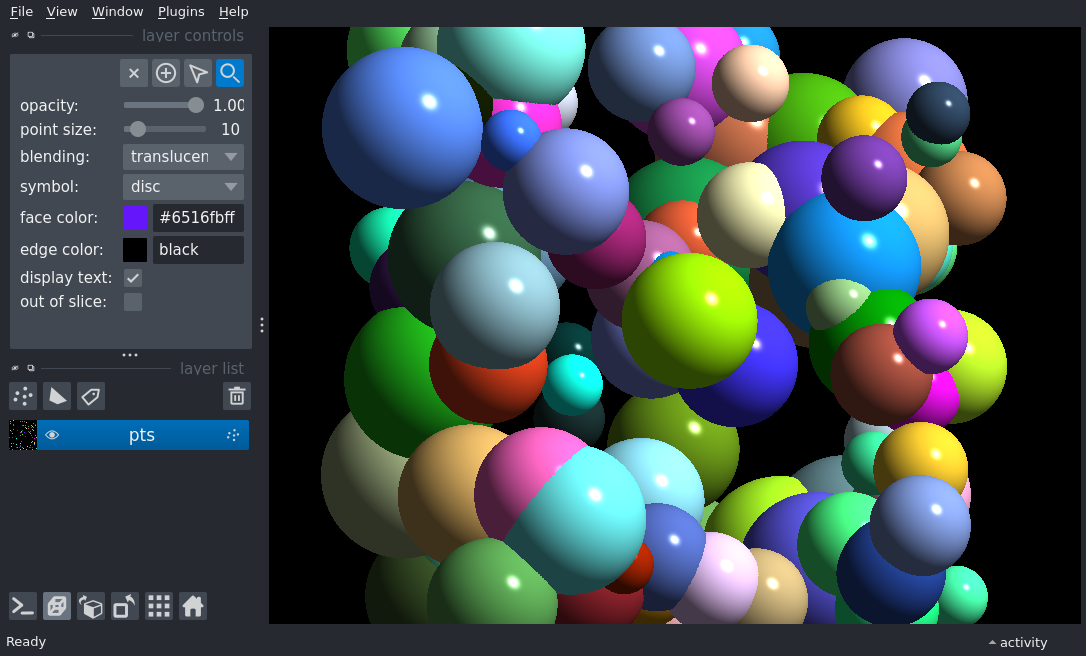 File View Window Plugins Help
layer controls
opacity: 1.00
point size: 10
blending: translucen
symbol: disc
face color: #6516fbff
edge color: black
display text:
out of slice:
layer list
pts
Ready
activity